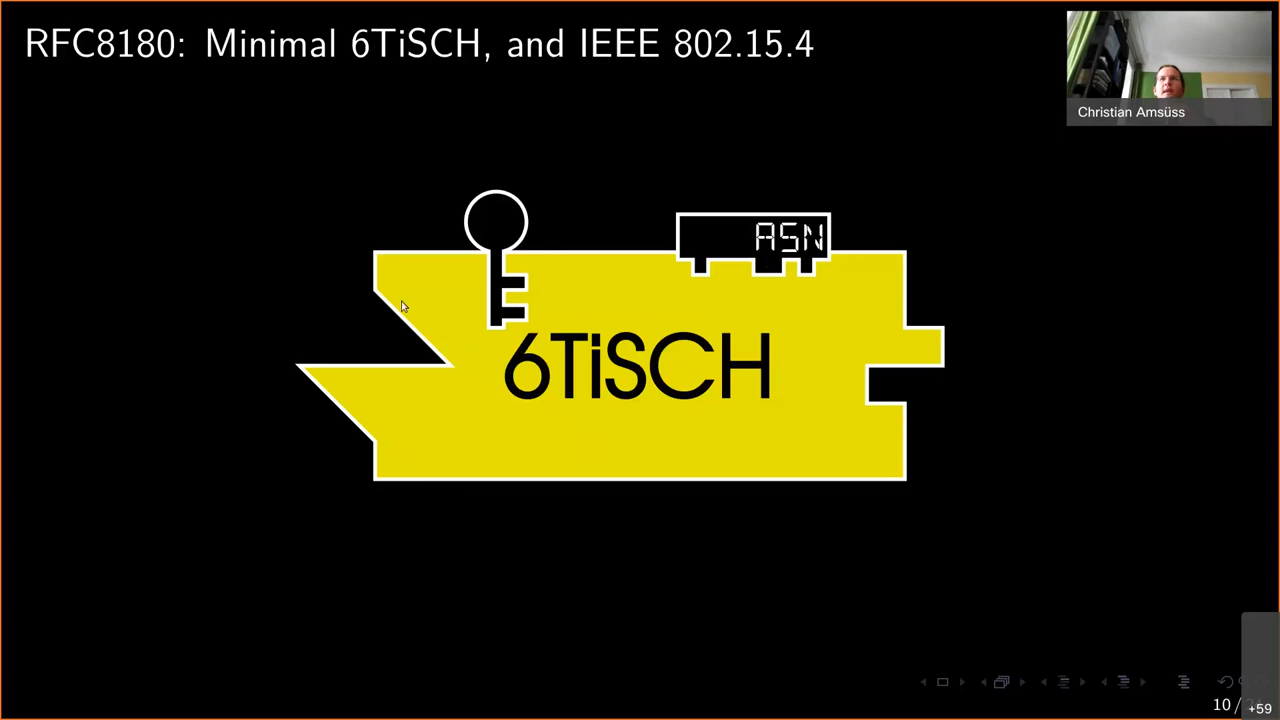 RFC8180: Minimal 6TiSCH, and IEEE 802.15.4
Christian Amsüss
ASN
6TiSCH
10 /
+59